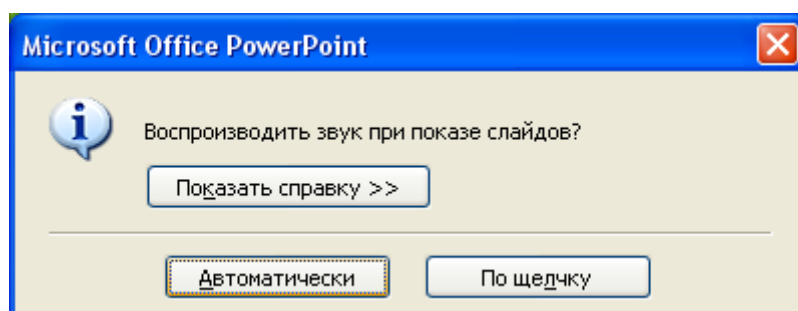 Microsoft Office PowerPoint
Воспроизводить звук при показе слайдов?
Показать справку >>
Автоматически
По щелчку